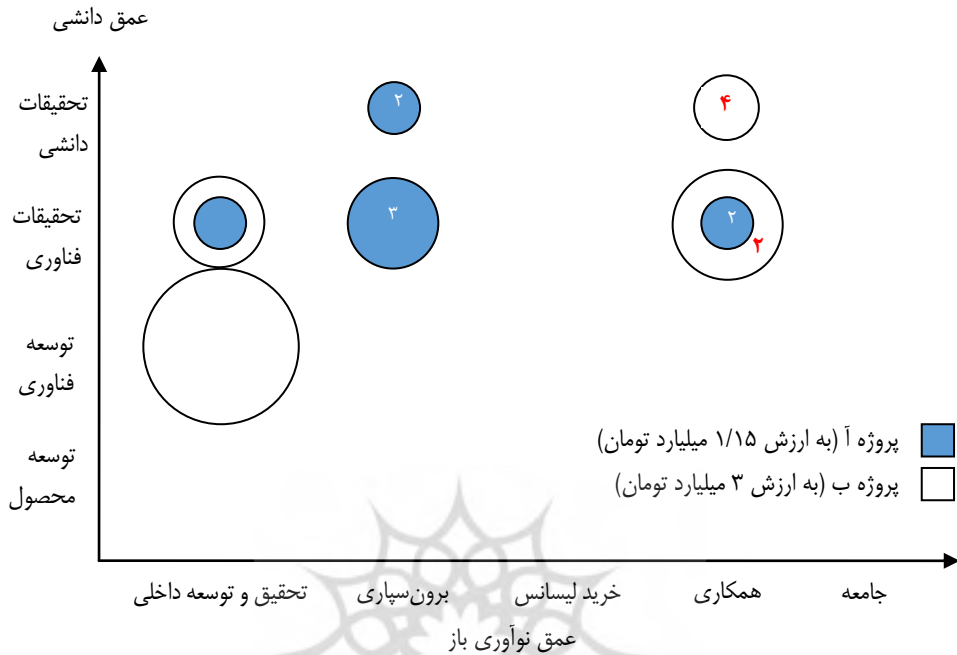 عمق دانشی
تحقیقات
دانشی
۲
۴
تحقیقات
فناوری
۳
۲
۲
توسعه
فناوری
توسعه
محصول
پروژه آ (به ارزش ۱/۱۵ میلیارد تومان)
پروژه ب (به ارزش ۳ میلیارد تومان)
تحقیق و توسعه داخلی
برون‌سپاری
خرید لیسانس
همکاری
جامعه
عمق نوآوری باز